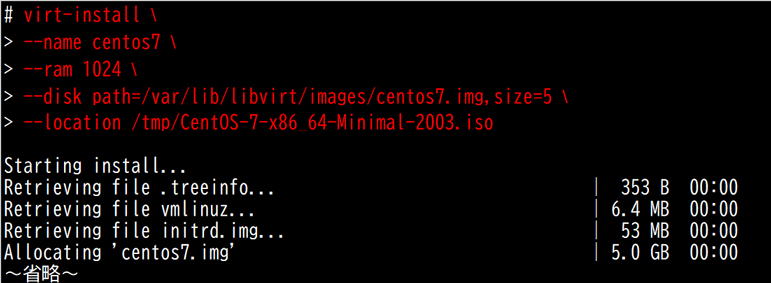 # virt-install \
> --name centos7 \
> --ram 1024 \
> --disk path=/var/lib/libvirt/images/centos7.img,size=5 \
> --location /tmp/CentOS-7-x86_64-Minimal-2003.iso
Starting install...
Retrieving file .treeinfo... | 353 B 00:00
Retrieving file vmlinuz... | 6.4 MB 00:00
Retrieving file initrd.img... | 53 MB 00:00
Allocating 'centos7.img' | 5.0 GB 00:00
～省略～